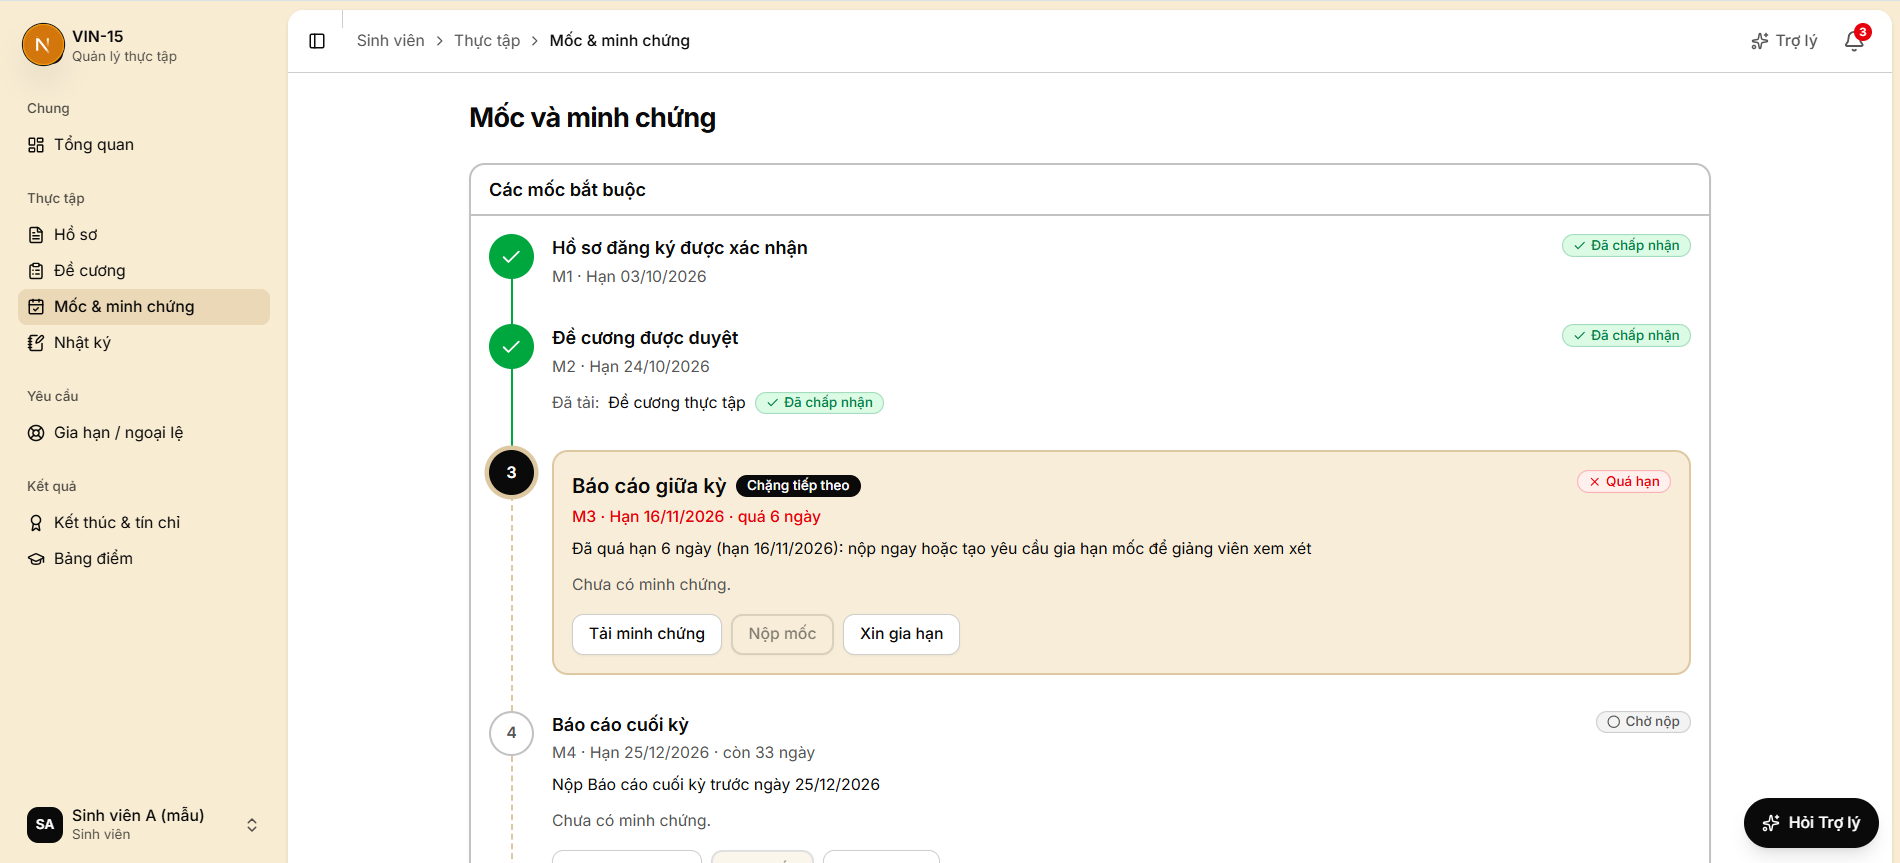 N
VIN-15
Quản lý thực tập
Chung
Tổng quan
Thực tập
Hồ sơ
Đề cương
Mốc & minh chứng
Nhật ký
Yêu cầu
Gia hạn / ngoại lệ
Kết quả
Kết thúc & tín chỉ
Bảng điểm
SA
Sinh viên A (mẫu)
Sinh viên
Sinh viên > Thực tập > Mốc & minh chứng
Trợ lý
3
Mốc và minh chứng
Các mốc bắt buộc
Hồ sơ đăng ký được xác nhận
Đã chấp nhận
M1 · Hạn 03/10/2026
Đề cương được duyệt
Đã chấp nhận
M2 · Hạn 24/10/2026
Đã tải: Đề cương thực tập Đã chấp nhận
3
Báo cáo giữa kỳ Chặng tiếp theo
Quá hạn
M3 · Hạn 16/11/2026 · quá 6 ngày
Đã quá hạn 6 ngày (hạn 16/11/2026): nộp ngay hoặc tạo yêu cầu gia hạn mốc để giảng viên xem xét
Chưa có minh chứng.
Tải minh chứng Nộp mốc Xin gia hạn
4
Báo cáo cuối kỳ
Chờ nộp
M4 · Hạn 25/12/2026 · còn 33 ngày
Nộp Báo cáo cuối kỳ trước ngày 25/12/2026
Chưa có minh chứng.
Hỏi Trợ lý